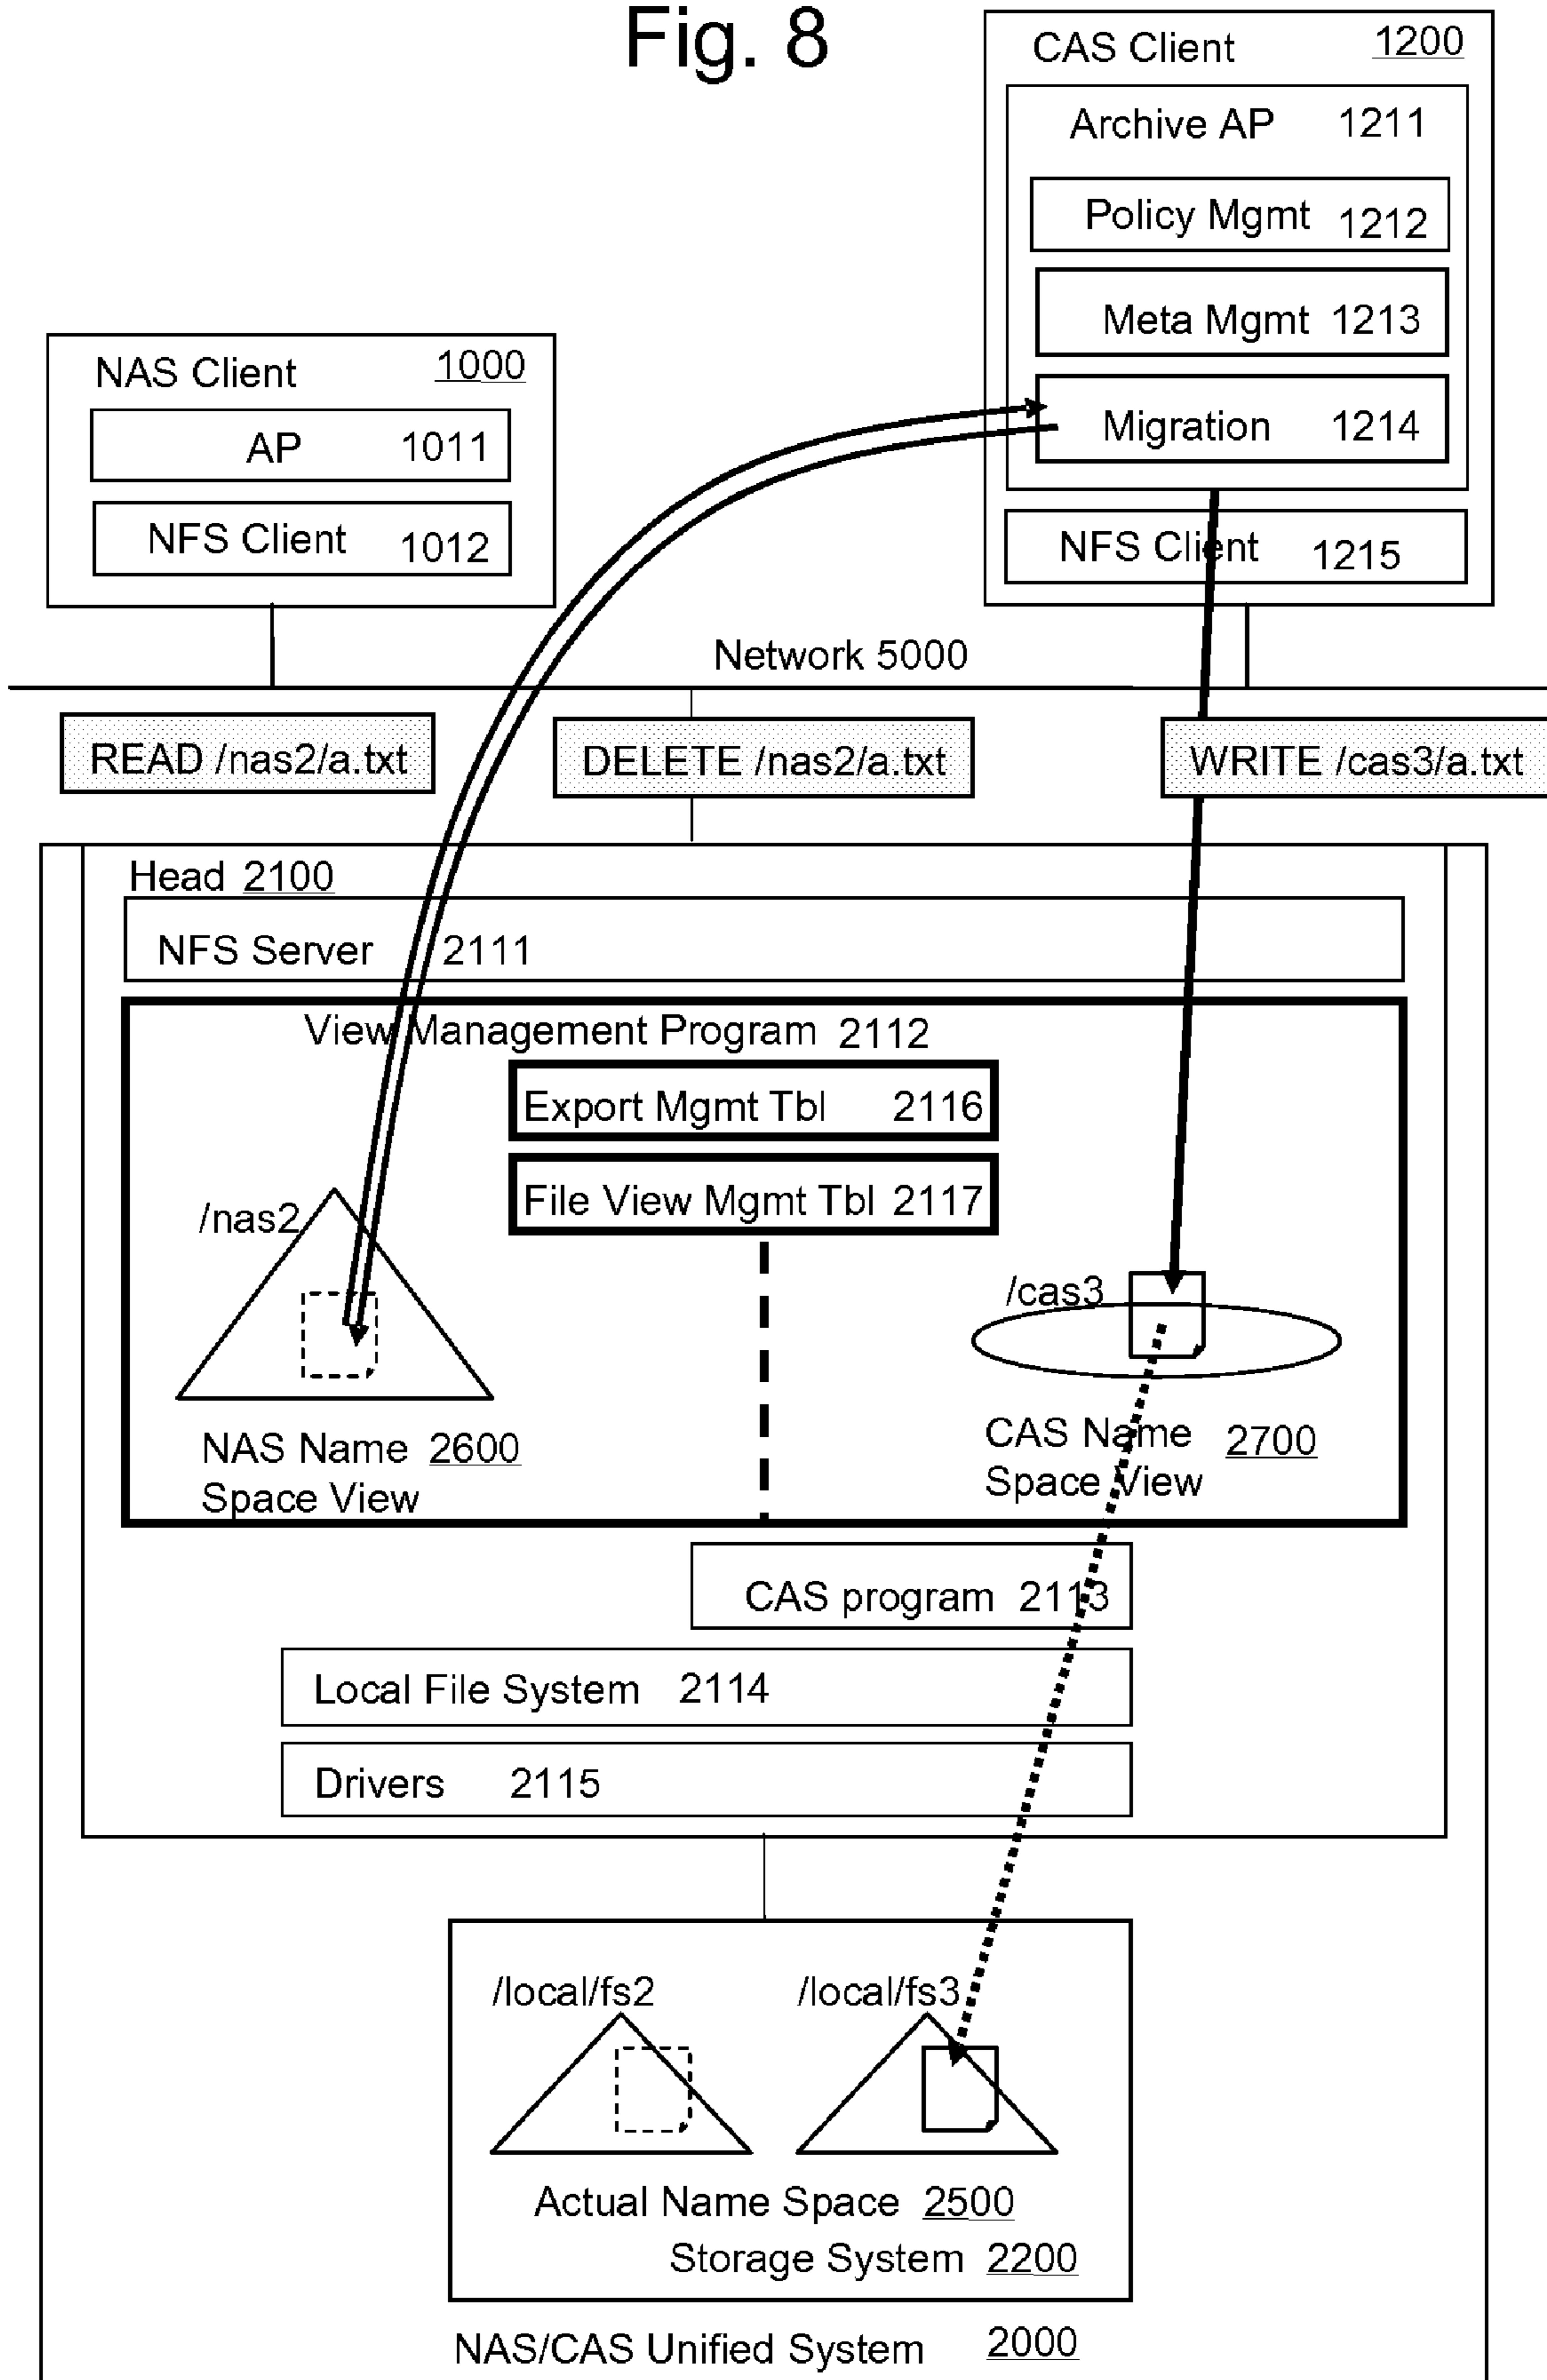 Fig. 8
CAS Client 1200
Archive AP 1211
Policy Mgmt 1212
Meta Mgmt 1213
Migration 1214
NFS Client 1215
NAS Client 1000
AP 1011
NFS Client 1012
Network 5000
READ /nas2/a.txt
DELETE /nas2/a.txt
WRITE /cas3/a.txt
Head 2100
NFS Server 2111
View Management Program 2112
Export Mgmt Tbl 2116
File View Mgmt Tbl 2117
/nas2
/cas3
NAS Name 2600
Space View
CAS Name 2700
Space View
CAS program 2113
Local File System 2114
Drivers 2115
/local/fs2
/local/fs3
Actual Name Space 2500
Storage System 2200
NAS/CAS Unified System 2000